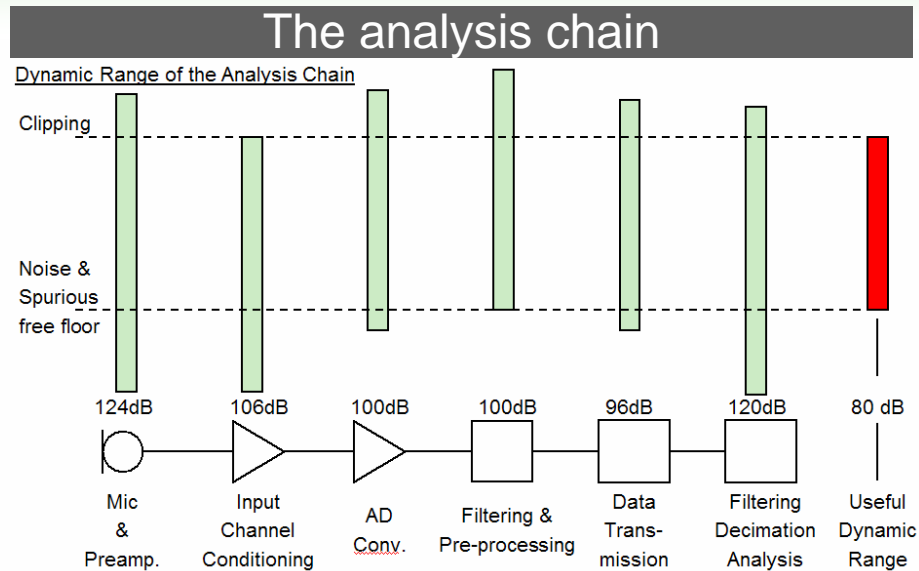 The analysis chain
Dynamic Range of the Analysis Chain
Clipping
Noise &
Spurious
free floor
124dB
106dB
100dB
100dB
96dB
120dB
80 dB
Mic
&
Preamp.
Input
Channel
Conditioning
AD
Conv.
Filtering &
Pre-processing
Data
Trans-
mission
Filtering
Decimation
Analysis
Useful
Dynamic
Range